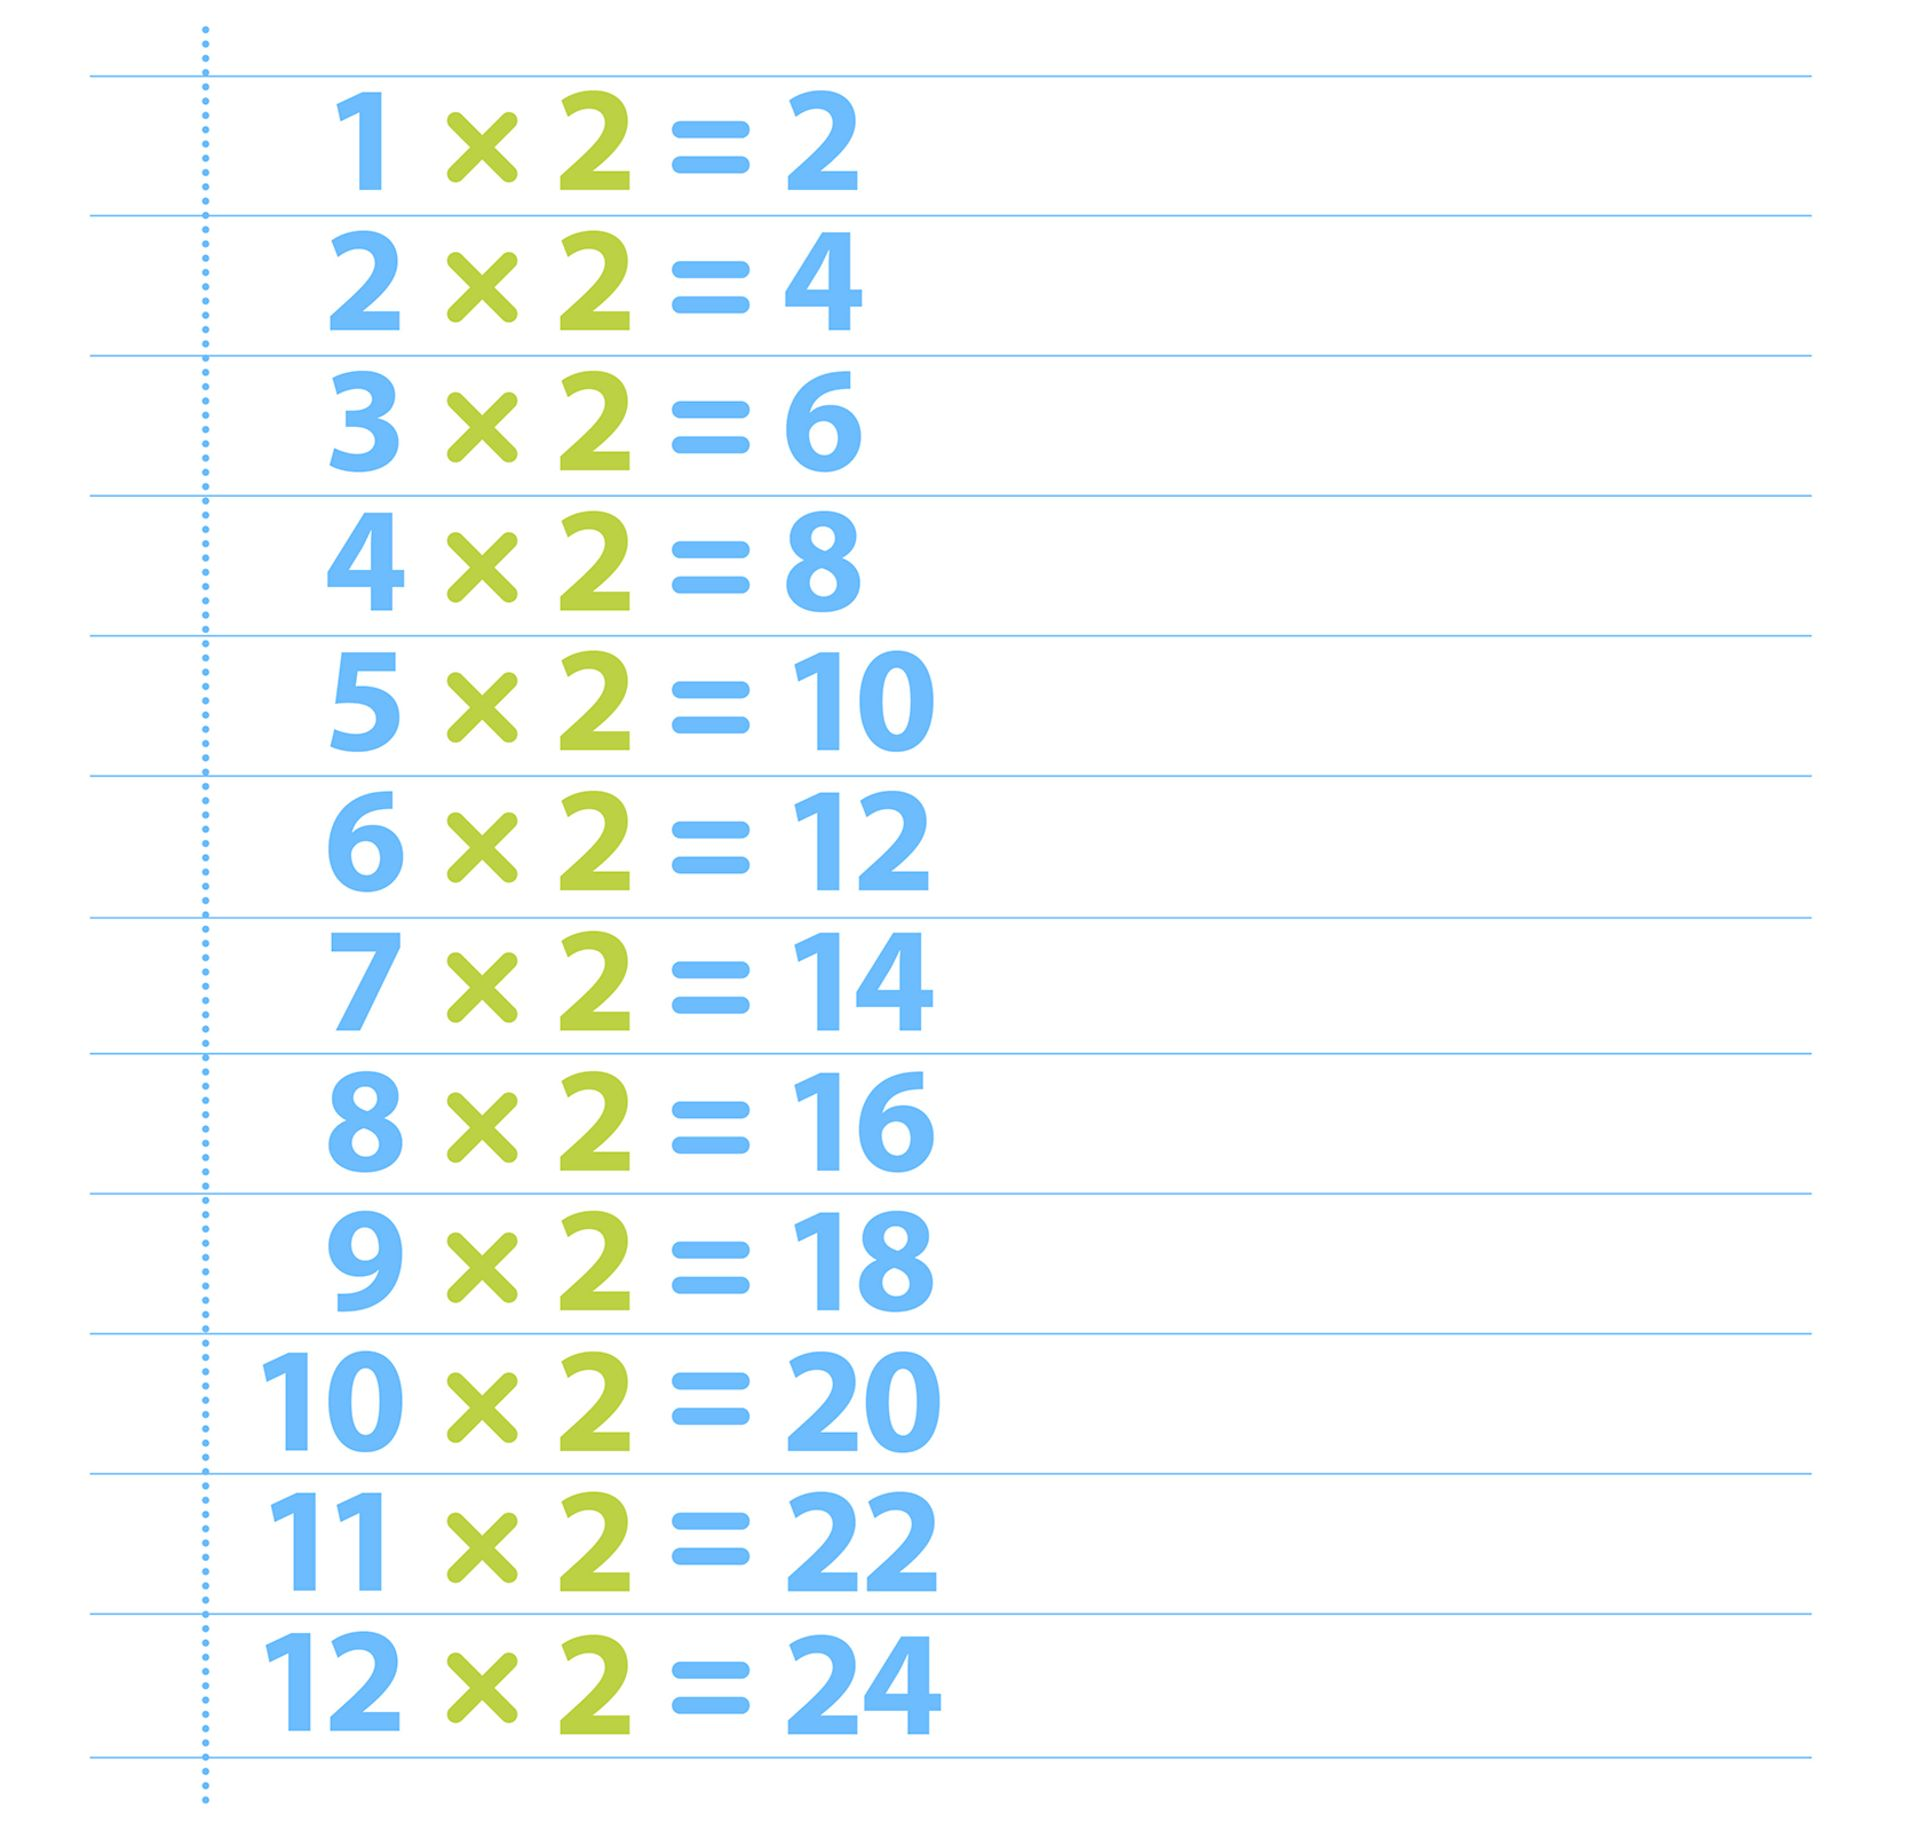 1 × 2 = 2
2 × 2 = 4
3 × 2 = 6
4 × 2 = 8
5 × 2 = 10
6 × 2 = 12
7 × 2 = 14
8 × 2 = 16
9 × 2 = 18
10 × 2 = 20
11 × 2 = 22
12 × 2 = 24